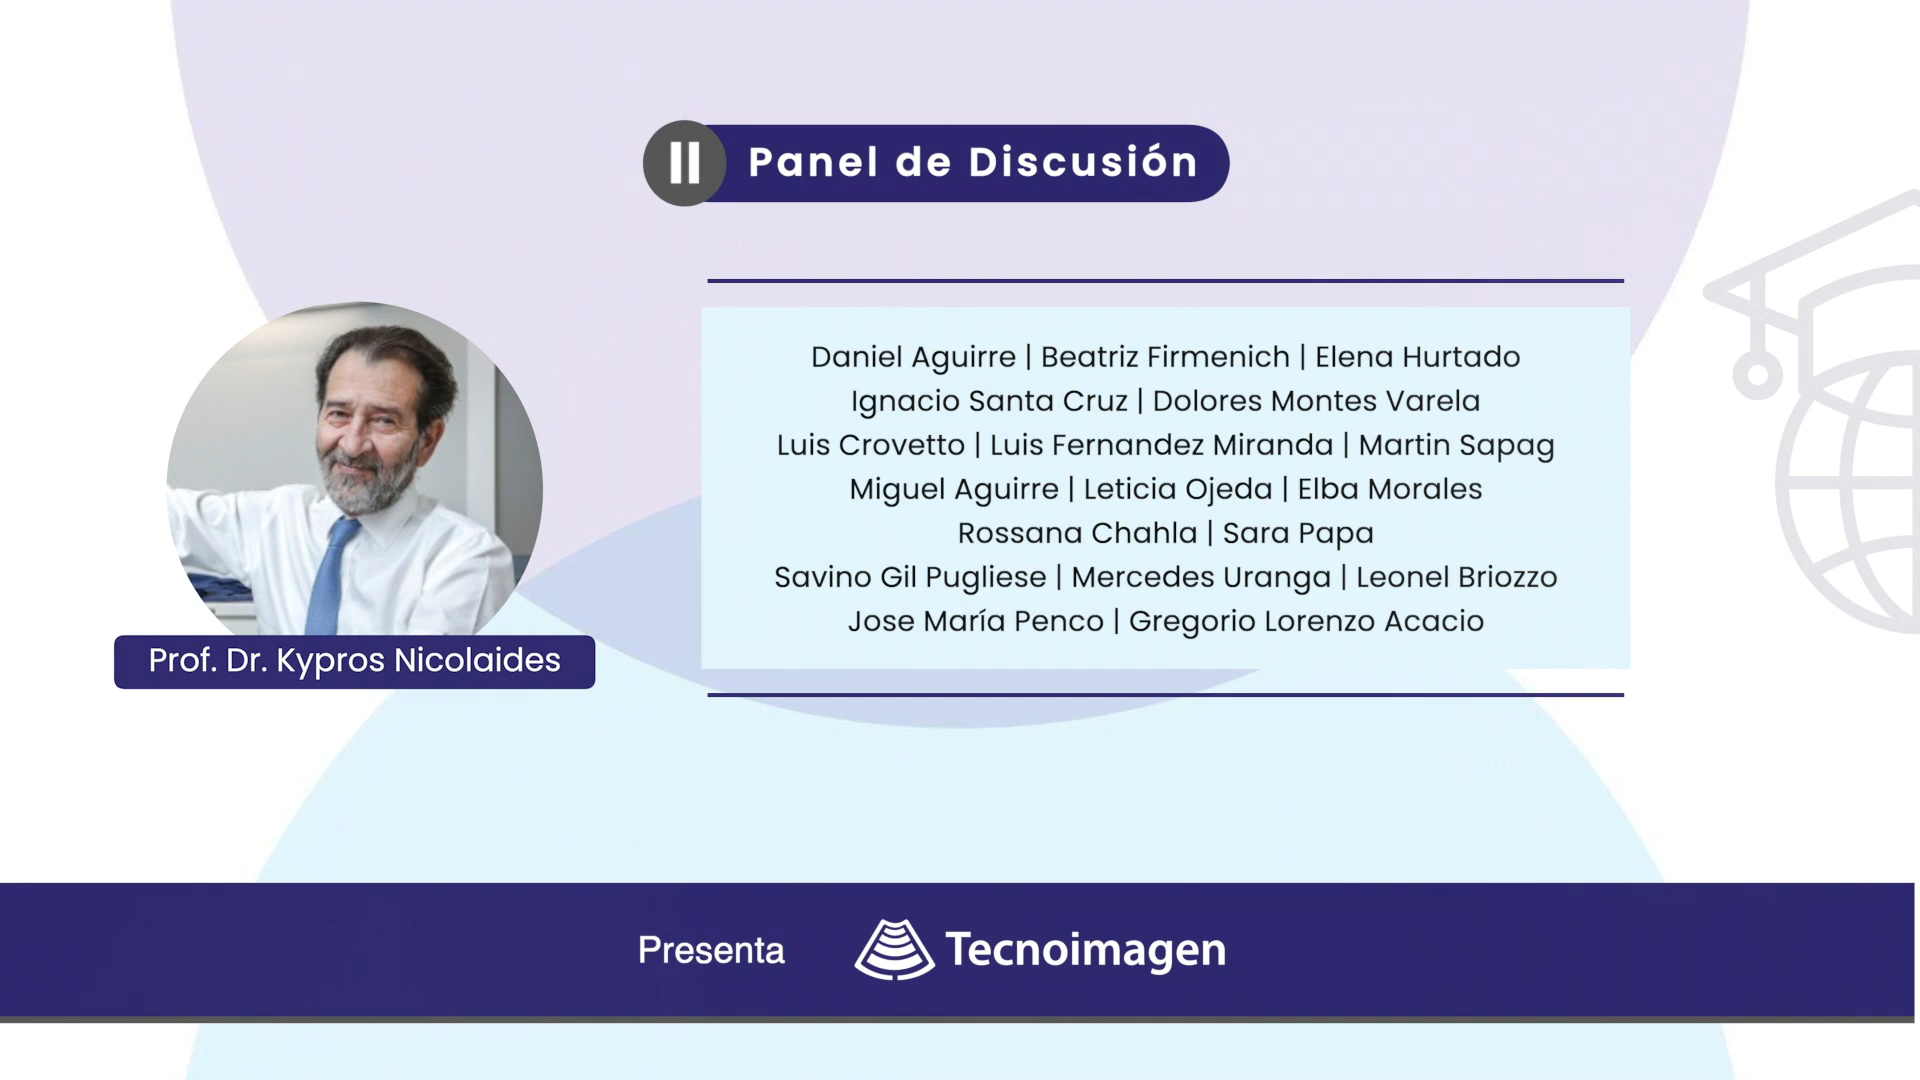 II Panel de Discusión
Daniel Aguirre | Beatriz Firmenich | Elena Hurtado
Ignacio Santa Cruz | Dolores Montes Varela
Luis Crovetto | Luis Fernandez Miranda | Martin Sapag
Miguel Aguirre | Leticia Ojeda | Elba Morales
Rossana Chahla | Sara Papa
Savino Gil Pugliese | Mercedes Uranga | Leonel Briozzo
Jose María Penco | Gregorio Lorenzo Acacio
Prof. Dr. Kypros Nicolaides
Presenta Tecnoimagen